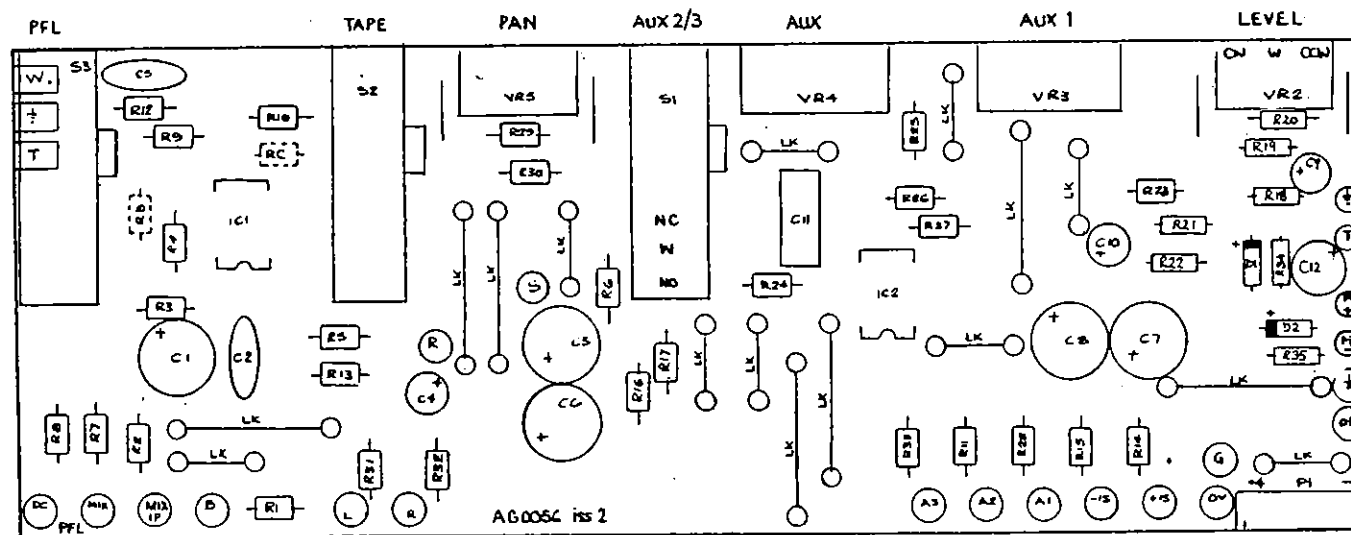 PFL TAPE PAN AUX 2/3 AUX AUX 1 LEVEL
W. S3 C5 S2 VR5 S1 VR4 VR3 CW W CCW
VR2
R12 R10 R29 R25 LK R20
R9 R19
T RC R30 LK LK C9
RB IC1 R26 R23 R18
R4 LK LK LK NC C11 R27 LK C10 R21 T
W
R6 NO R24 IC2 R22 D1 R34 C12
R3 D2
C1 C2 R5 R C5 R17 LK LK LK C8 C7 R35
R13 C4 R16 LK
C6 LK
R8 R7 R2 LK R33 R11 R28 R15 R14 G LK
LK R31 R32 P1
DC MIX MIX IP B R1 L R A3 A2 A1 -15 +15 0V
PFL AG0056 iss 2